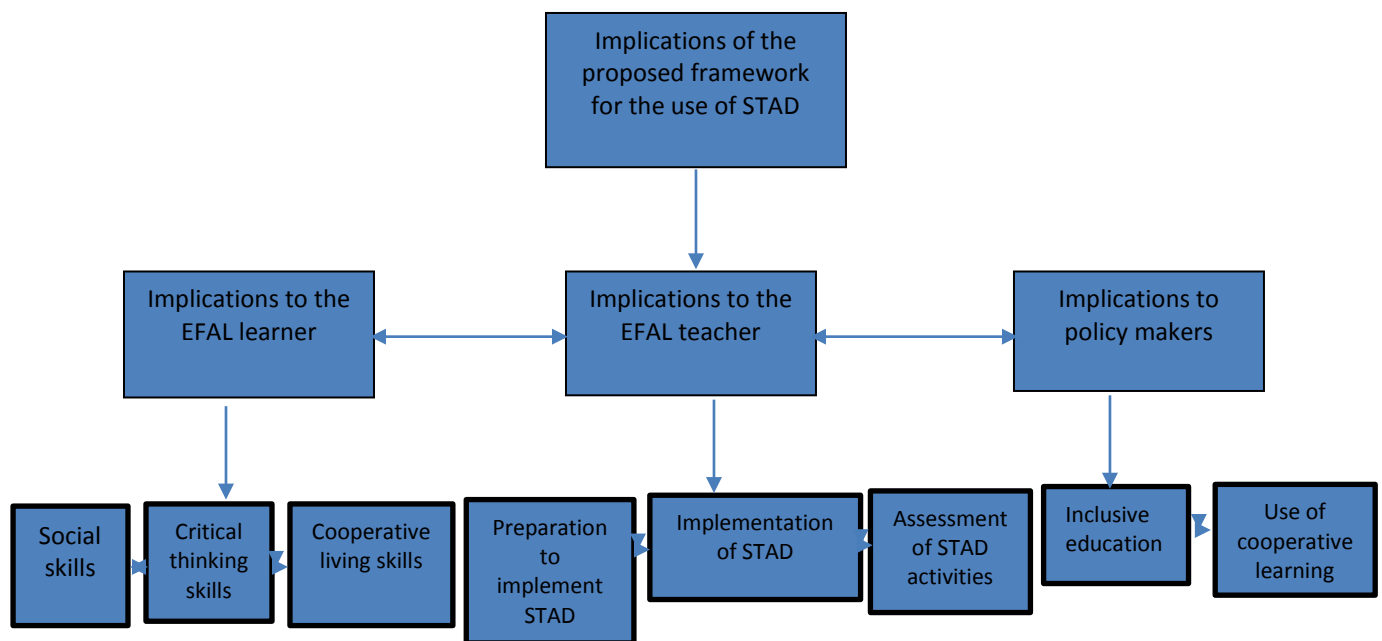 Implications of the
proposed framework
for the use of STAD
Implications to the
EFAL learner
Implications to the
EFAL teacher
Implications to
policy makers
Social
skills
Critical
thinking
skills
Cooperative
living skills
Preparation
to
implement
STAD
Implementation
of STAD
Assessment
of STAD
activities
Inclusive
education
Use of
cooperative
learning